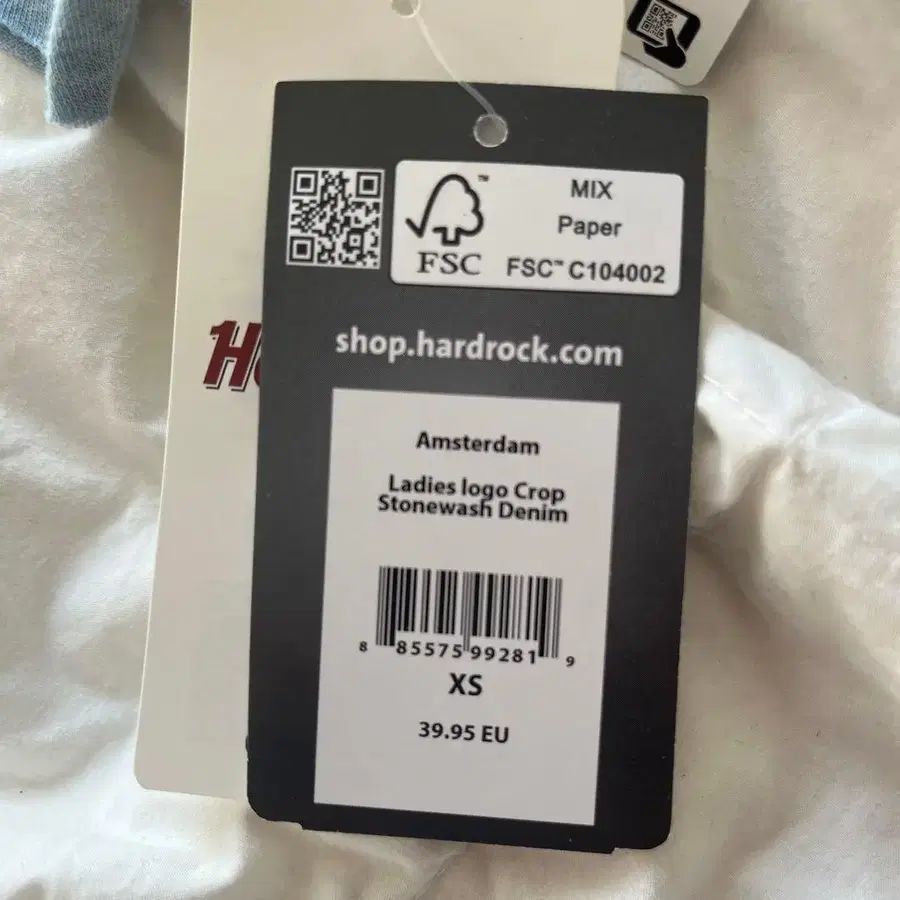 MIX
Paper
FSC™ C104002
™
FSC
shop.hardrock.com
Amsterdam
Ladies logo Crop
Stonewash Denim
8 85575 99281 9
XS
39.95 EU